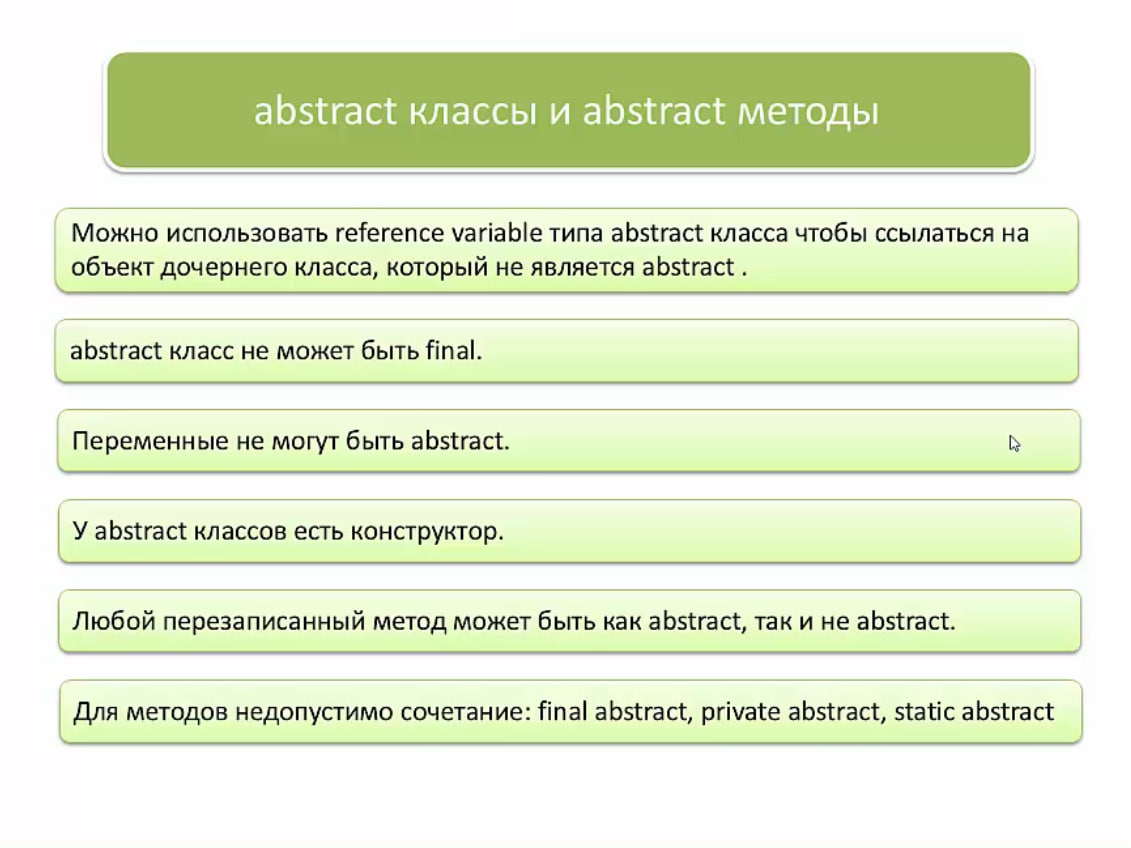 abstract классы и abstract методы
Можно использовать reference variable типа abstract класса чтобы ссылаться на
объект дочернего класса, который не является abstract .
abstract класс не может быть final.
Переменные не могут быть abstract.
У abstract классов есть конструктор.
Любой перезаписанный метод может быть как abstract, так и не abstract.
Для методов недопустимо сочетание: final abstract, private abstract, static abstract